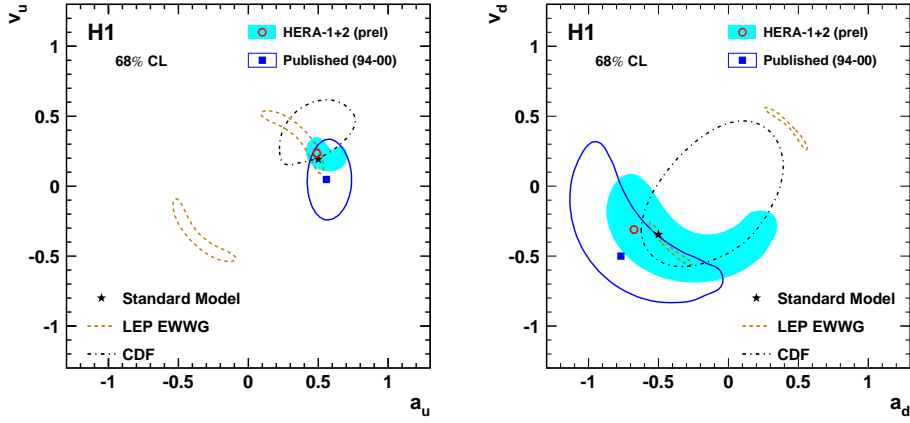 v_u
H1
HERA-1+2 (prel)
68% CL
Published (94-00)
1
0.5
0
-0.5
-1
Standard Model
LEP EWWG
CDF
-1 -0.5 0 0.5 1
a_u
v_d
H1
HERA-1+2 (prel)
68% CL
Published (94-00)
1
0.5
0
-0.5
-1
Standard Model
LEP EWWG
CDF
-1 -0.5 0 0.5 1
a_d